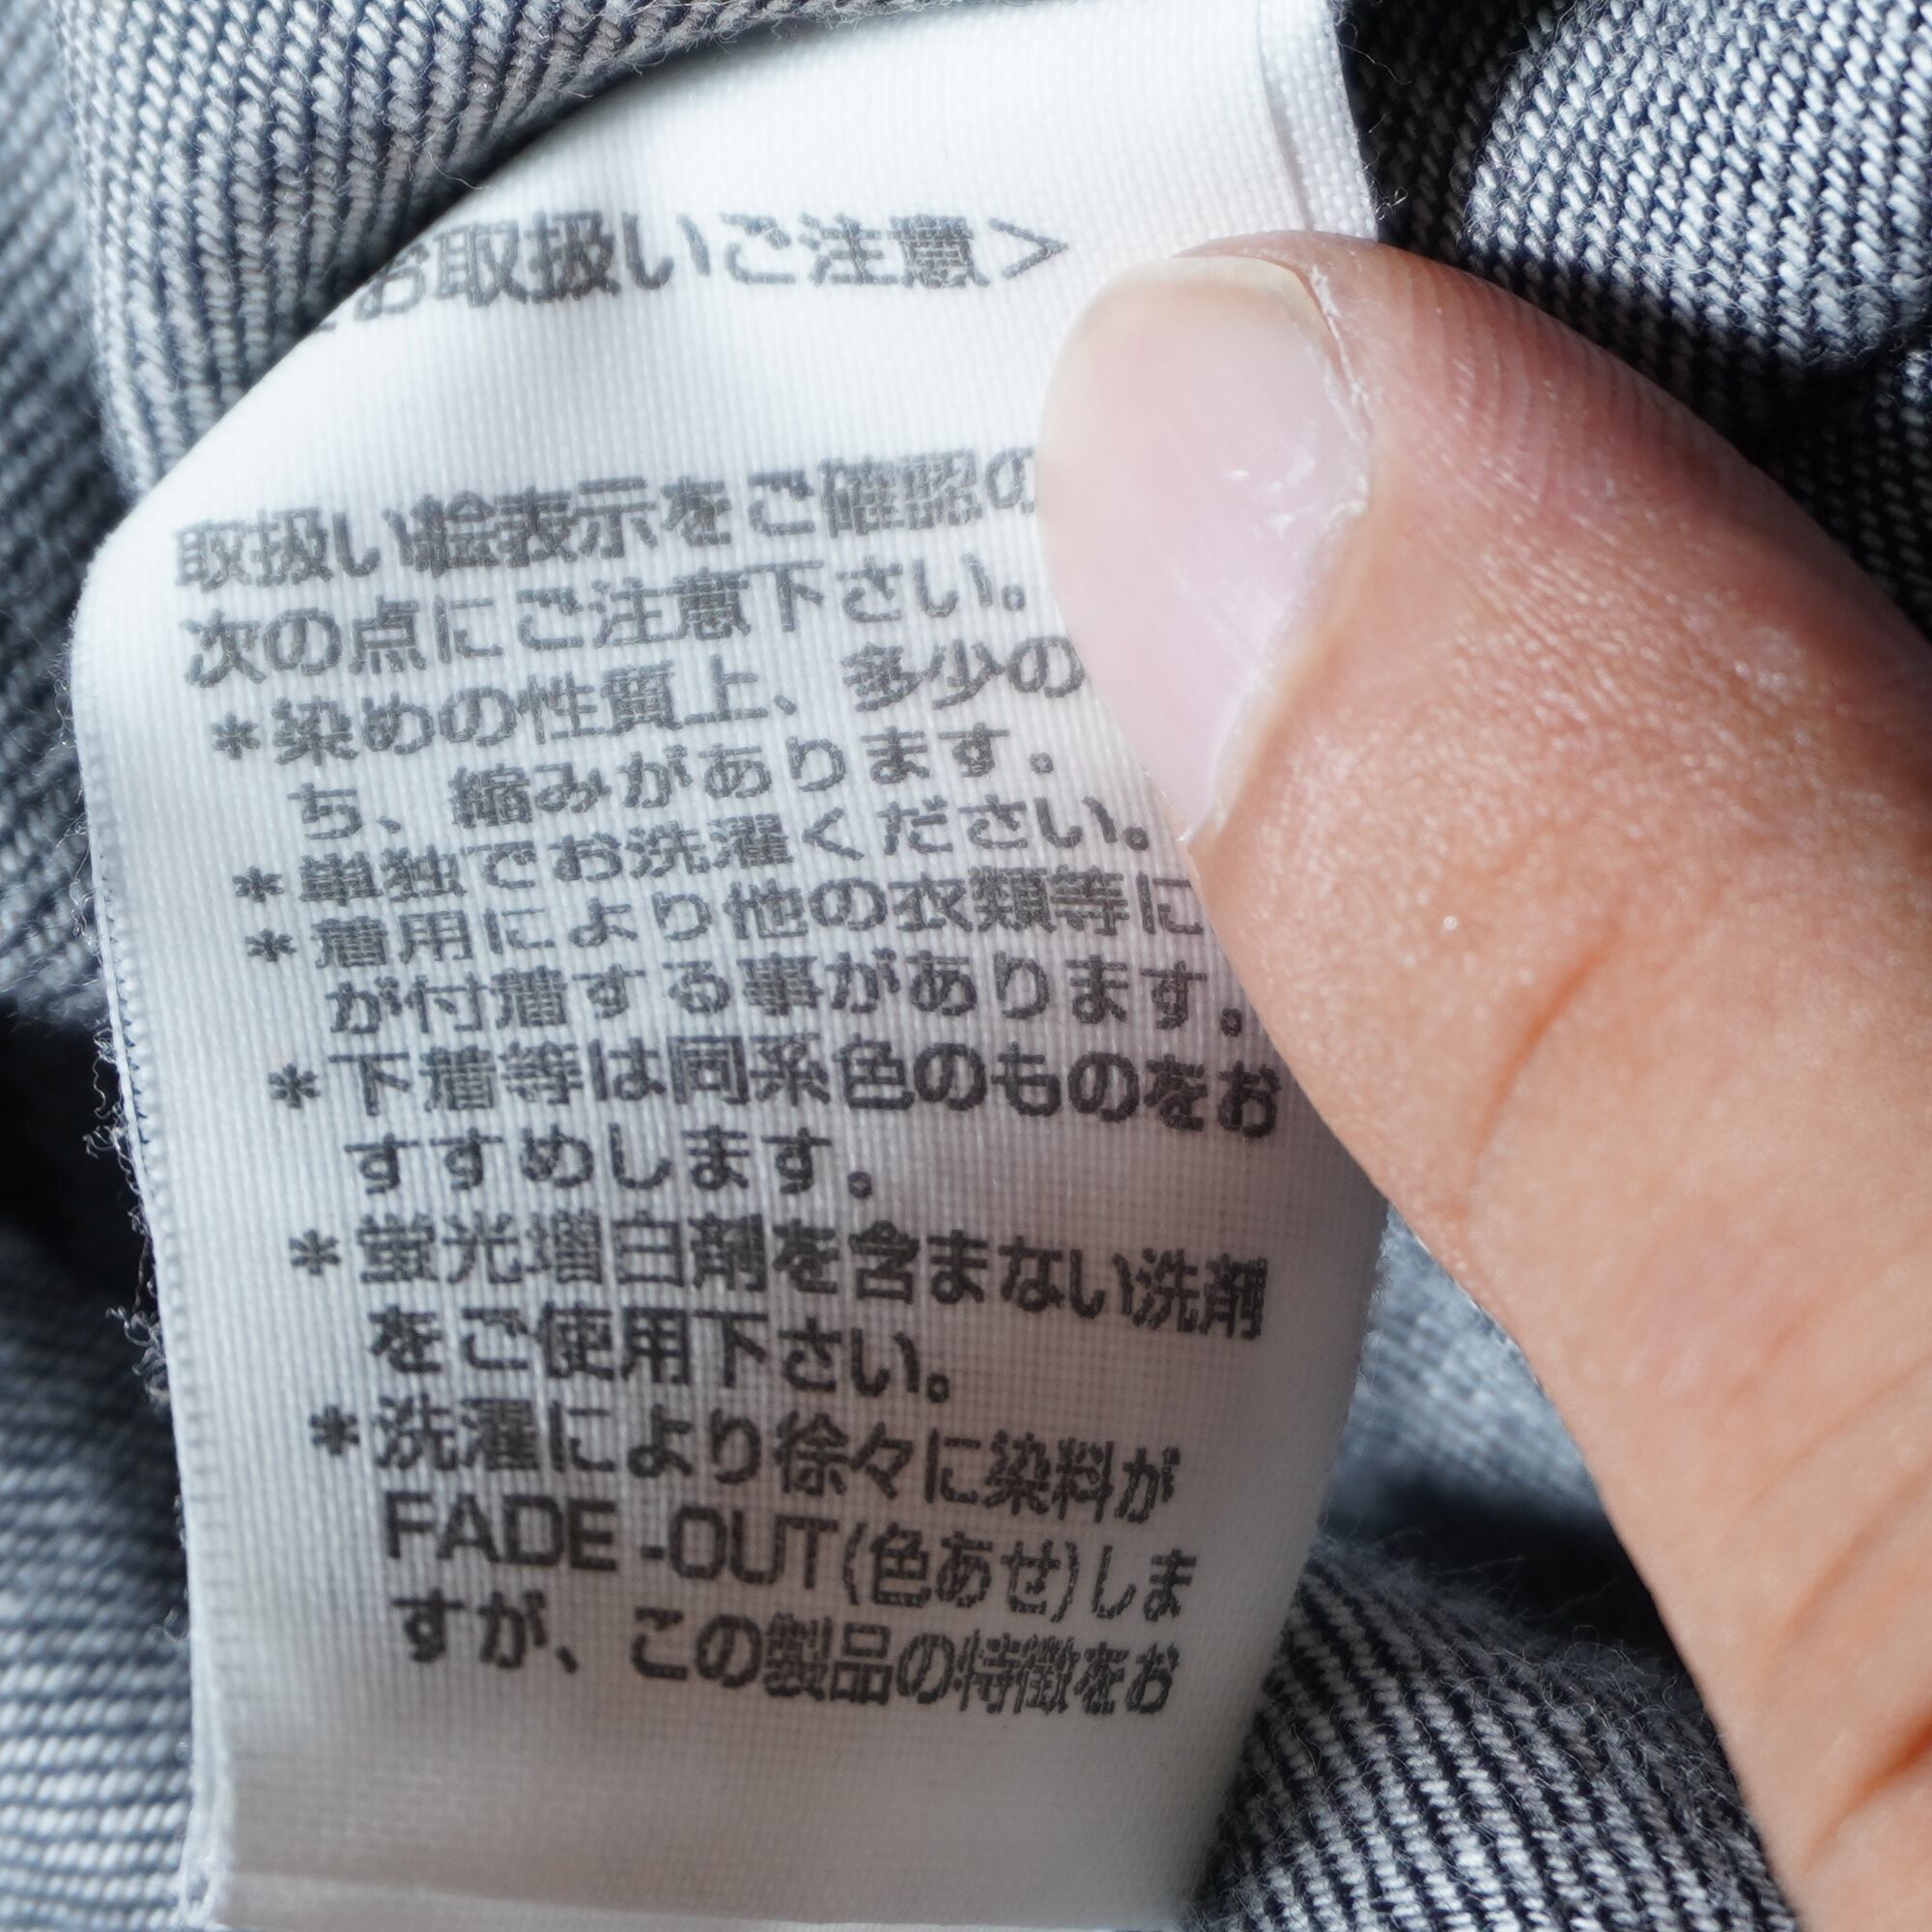 お取扱いご注意>
取扱い絵表示をご確認の
次の点にご注意下さい。
*染めの性質上、多少の
ち、縮みがあります。
*単独でお洗濯ください。
*着用により他の衣類等に
が付着する事があります。
*下着等は同系色のものをお
すすめします。
*蛍光増白剤を含まない洗剤
をご使用下さい。
*洗濯により徐々に染料が
FADE-OUT(色あせ)しま
すが、この製品の特徴をお